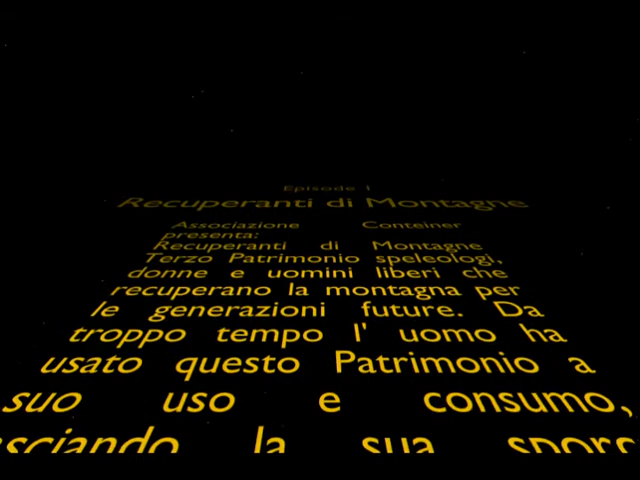 Episode 1
Recuperanti di Montagne
Associazione Conteiner
presenta:
Recuperanti di Montagne
Terzo Patrimonio speleologi,
donne e uomini liberi che
recuperano la montagna per
le generazioni future. Da
troppo tempo l' uomo ha
usato questo Patrimonio a
suo uso e consumo,
la sua